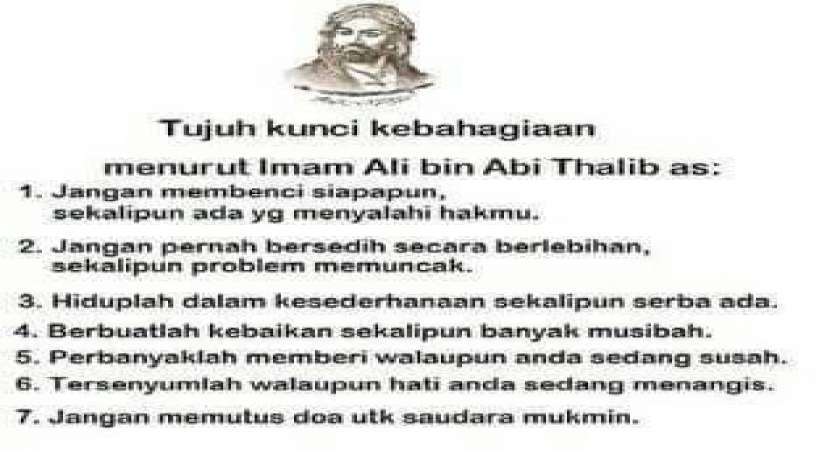 Tujuh kunci kebahagiaan
menurut Imam Ali bin Abi Thalib as:
1. Jangan membenci siapapun,
sekalipun ada yg menyalahi hakmu.
2. Jangan pernah bersedih secara berlebihan,
sekalipun problem memuncak.
3. Hiduplah dalam kesederhanaan sekalipun serba ada.
4. Berbuatlah kebaikan sekalipun banyak musibah.
5. Perbanyaklah memberi walaupun anda sedang susah.
6. Tersenyumlah walaupun hati anda sedang menangis.
7. Jangan memutus doa utk saudara mukmin.